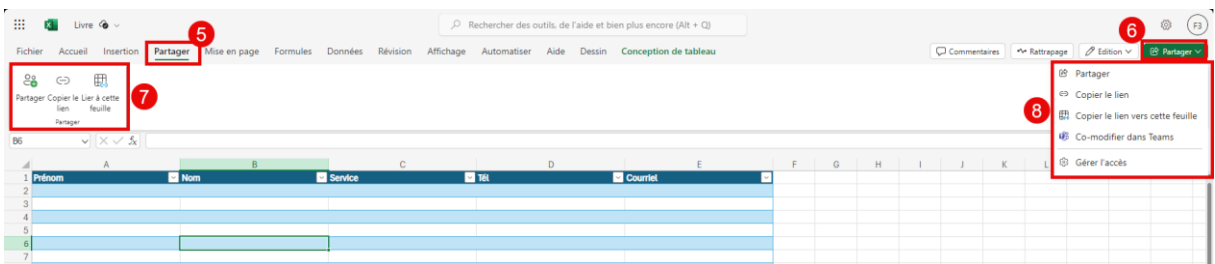 Livre
Rechercher des outils, de l'aide et bien plus encore (Alt + Q)
F3
5
6
Fichier Accueil Insertion Partager Mise en page Formules Données Révision Affichage Automatiser Aide Dessin Conception de tableau
Commentaires Rattrapage Edition Partager
Partager Copier le lien Lier à cette feuille
Partager
7
8
Partager
Copier le lien
Copier le lien vers cette feuille
Co-modifier dans Teams
Gérer l'accès
B6 fx
A B C D E F G H I J K L
1 Prénom Nom Service Tél Courriel
2
3
4
5
6
7